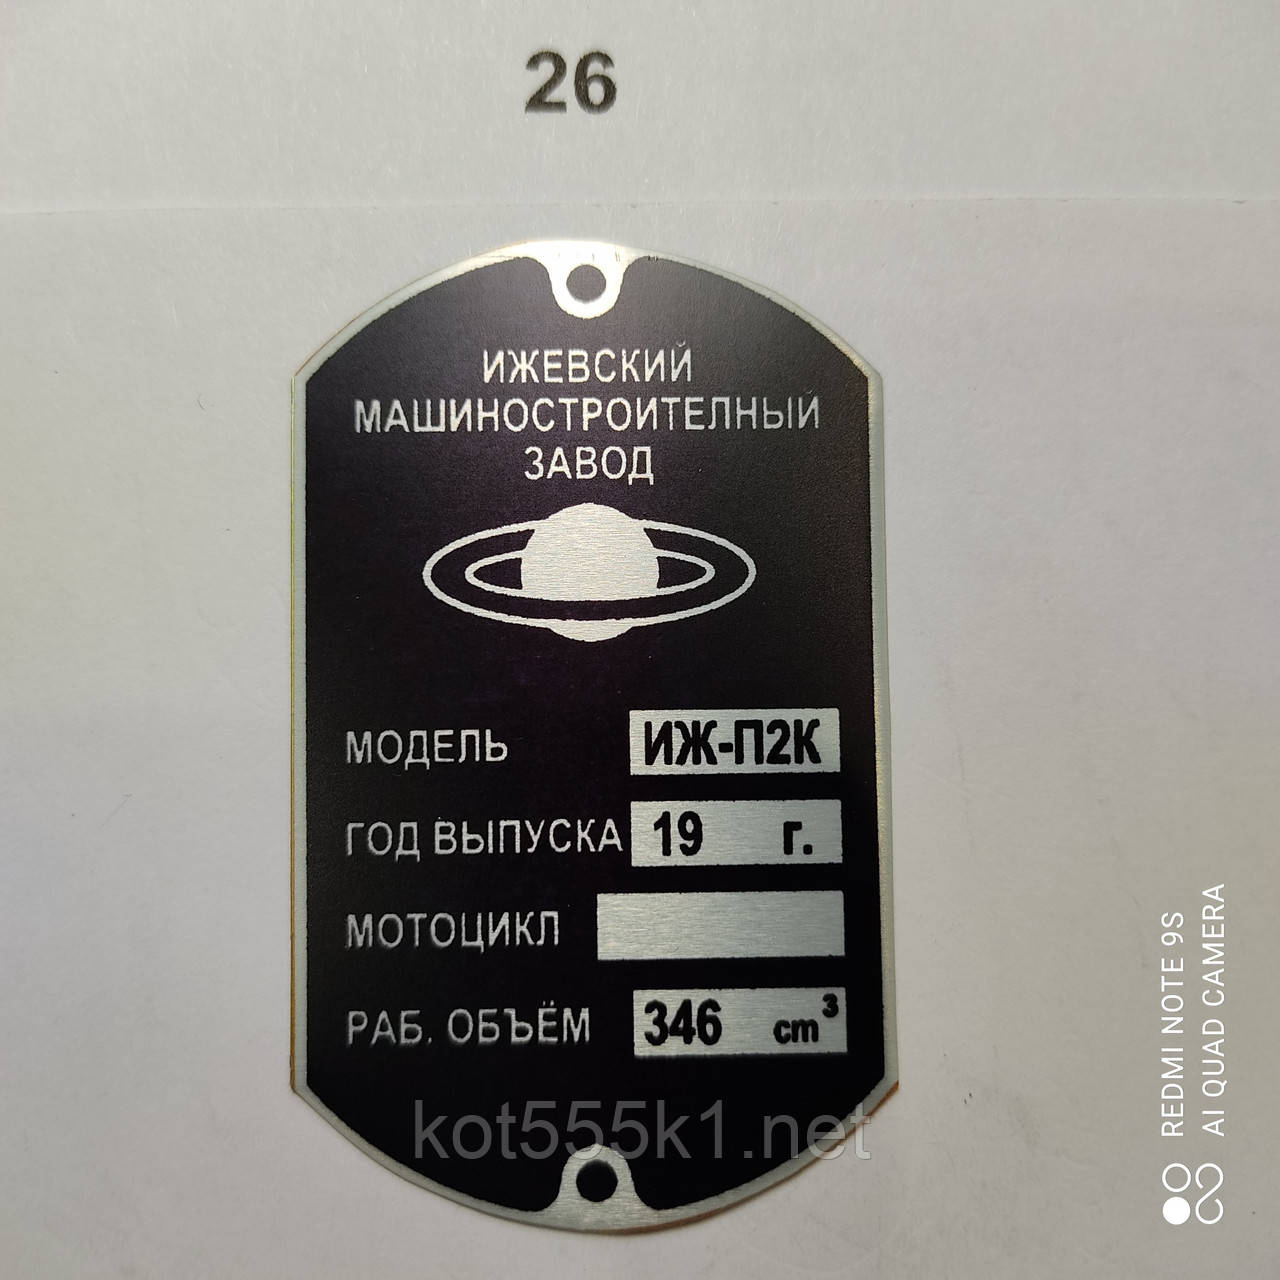 26
ИЖЕВСКИЙ
МАШИНОСТРОИТЕЛНЫЙ
ЗАВОД
МОДЕЛЬ ИЖ-П2К
ГОД ВЫПУСКА 19 г.
МОТОЦИКЛ
РАБ. ОБЪЁМ 346 cm³
kot555k1.net
REDMI NOTE 9S
AI QUAD CAMERA